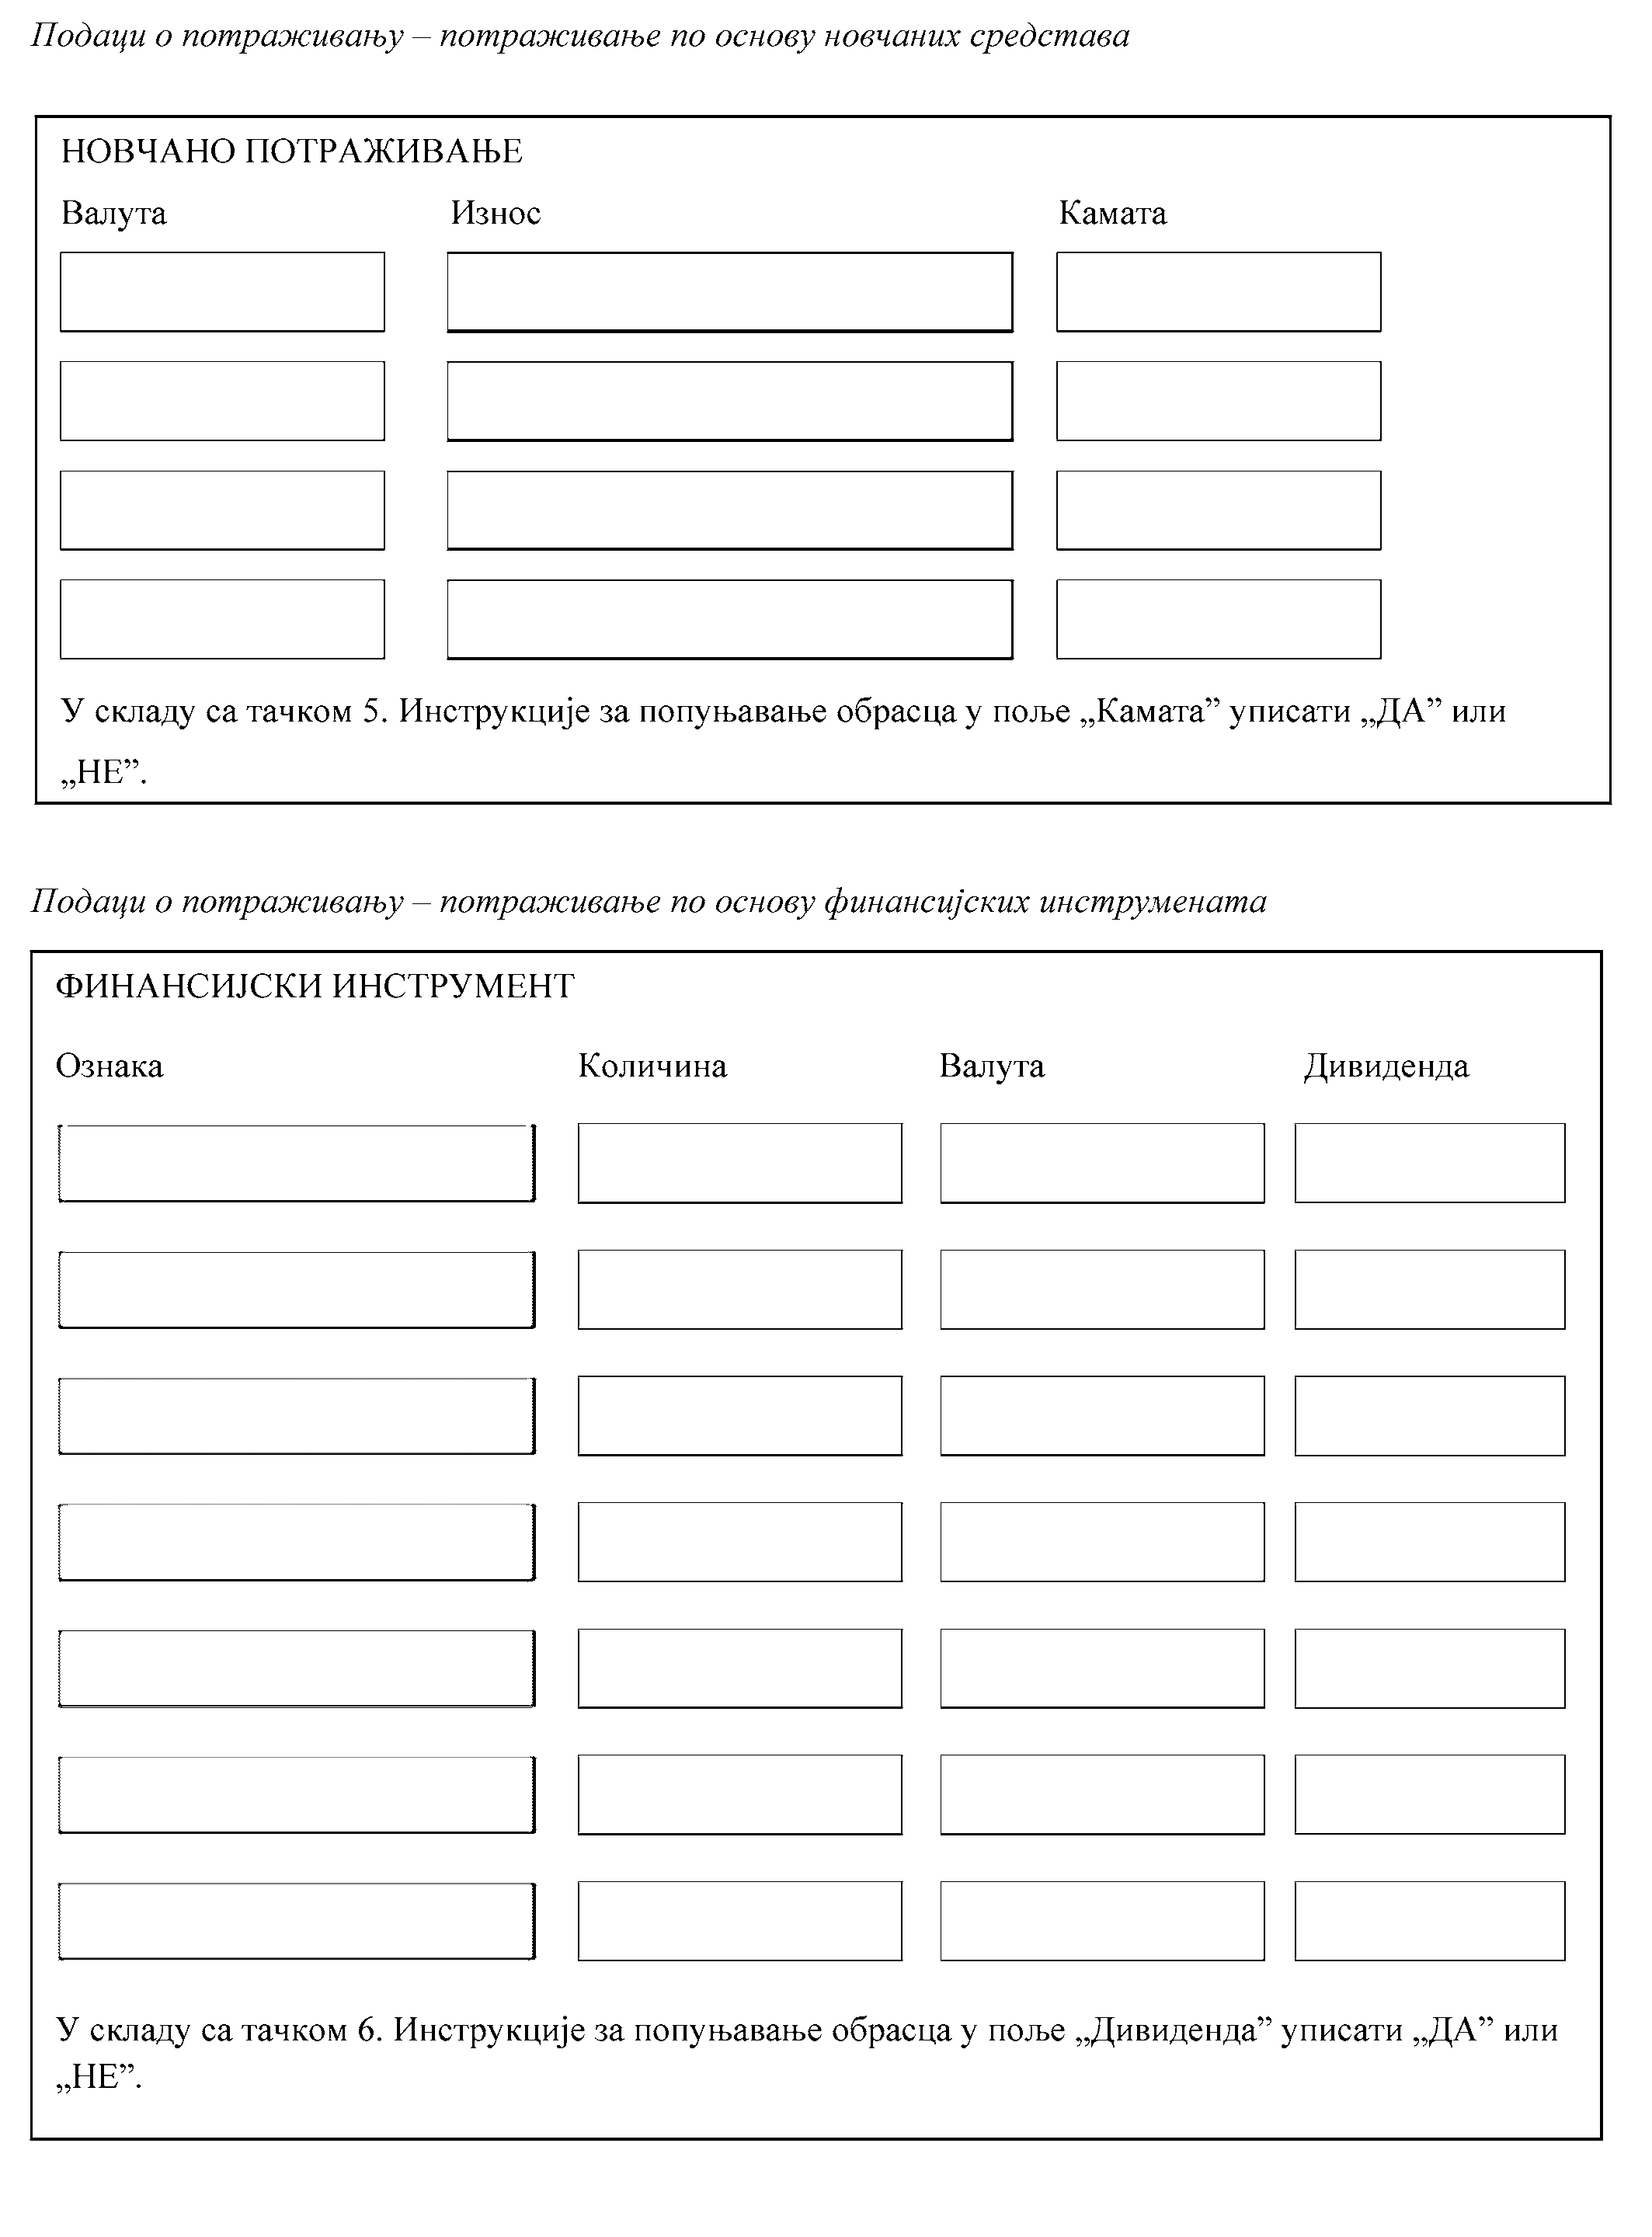 Подаци о потраживању – потраживање по основу новчаних средстава
НОВЧАНО ПОТРАЖИВАЊЕ
Валута Износ Камата
У складу са тачком 5. Инструкције за попуњавање обрасца у поље „Камата” уписати „ДА” или
„НЕ”.
Подаци о потраживању – потраживање по основу финансијских инструмената
ФИНАНСИЈСКИ ИНСТРУМЕНТ
Ознака Количина Валута Дивиденда
У складу са тачком 6. Инструкције за попуњавање обрасца у поље „Дивиденда” уписати „ДА” или
„НЕ”.